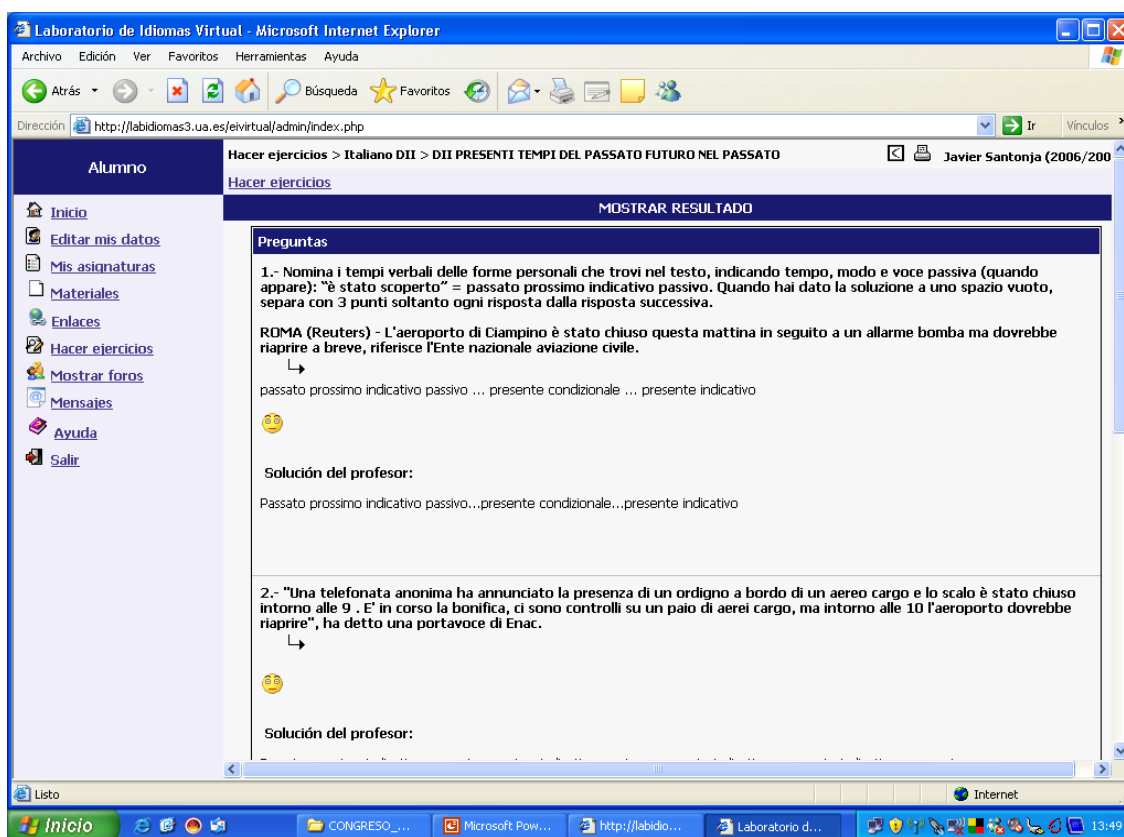 Laboratorio de Idiomas Virtual - Microsoft Internet Explorer
Archivo Edición Ver Favoritos Herramientas Ayuda
Atrás Búsqueda Favoritos
Dirección http://labidiomas3.ua.es/eivirtual/admin/index.php Ir Vínculos
Alumno
Inicio
Editar mis datos
Mis asignaturas
Materiales
Enlaces
Hacer ejercicios
Mostrar foros
Mensajes
Ayuda
Salir
Hacer ejercicios > Italiano DII > DII PRESENTI TEMPI DEL PASSATO FUTURO NEL PASSATO
Javier Santonja (2006/200
Hacer ejercicios
MOSTRAR RESULTADO
Preguntas
1.- Nomina i tempi verbali delle forme personali che trovi nel testo, indicando tempo, modo e voce passiva (quando
appare): "è stato scoperto" = passato prossimo indicativo passivo. Quando hai dato la soluzione a uno spazio vuoto,
separa con 3 punti soltanto ogni risposta dalla risposta successiva.
ROMA (Reuters) - L'aeroporto di Ciampino è stato chiuso questa mattina in seguito a un allarme bomba ma dovrebbe
riaprire a breve, riferisce l'Ente nazionale aviazione civile.
passato prossimo indicativo passivo ... presente condizionale ... presente indicativo
Solución del profesor:
Passato prossimo indicativo passivo...presente condizionale...presente indicativo
2.- "Una telefonata anonima ha annunciato la presenza di un ordigno a bordo di un aereo cargo e lo scalo è stato chiuso
intorno alle 9 . E' in corso la bonifica, ci sono controlli su un paio di aerei cargo, ma intorno alle 10 l'aeroporto dovrebbe
riaprire", ha detto una portavoce di Enac.
Solución del profesor:
Listo
Internet
Inicio
CONGRESO_...
Microsoft Pow...
http://labidio...
Laboratorio d...
13:49